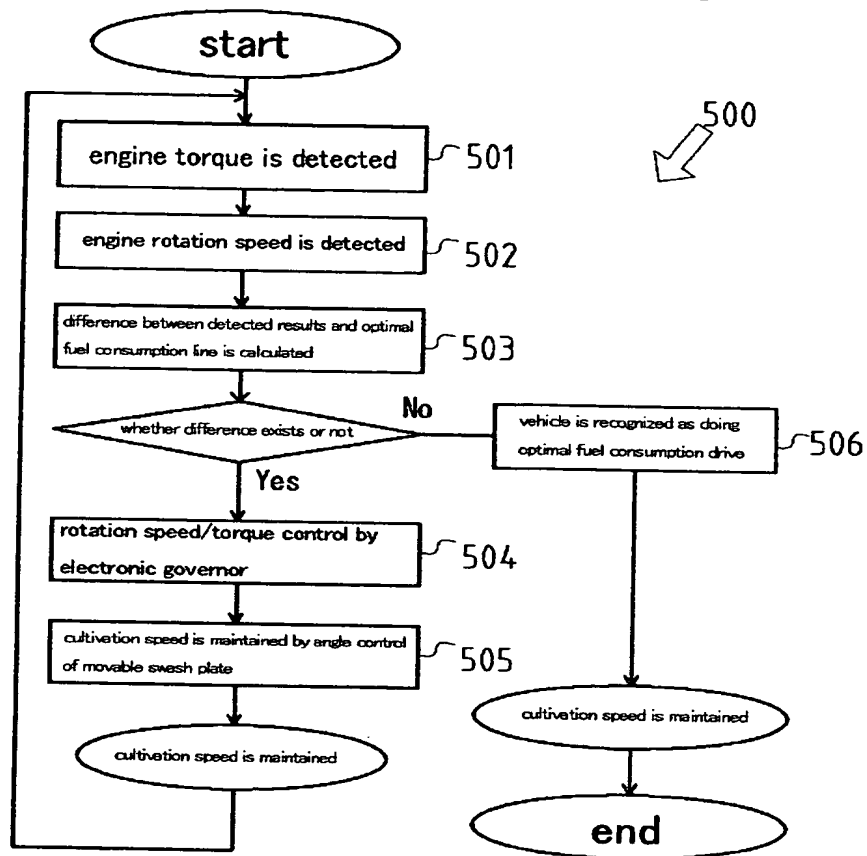 start
500
engine torque is detected
501
engine rotation speed is detected
502
difference between detected results and optimal
fuel consumption line is calculated
503
whether difference exists or not
No
vehicle is recognized as doing
optimal fuel consumption drive
506
Yes
rotation speed/torque control by
electronic governor
504
cultivation speed is maintained by angle control
of movable swash plate
505
cultivation speed is maintained
cultivation speed is maintained
end